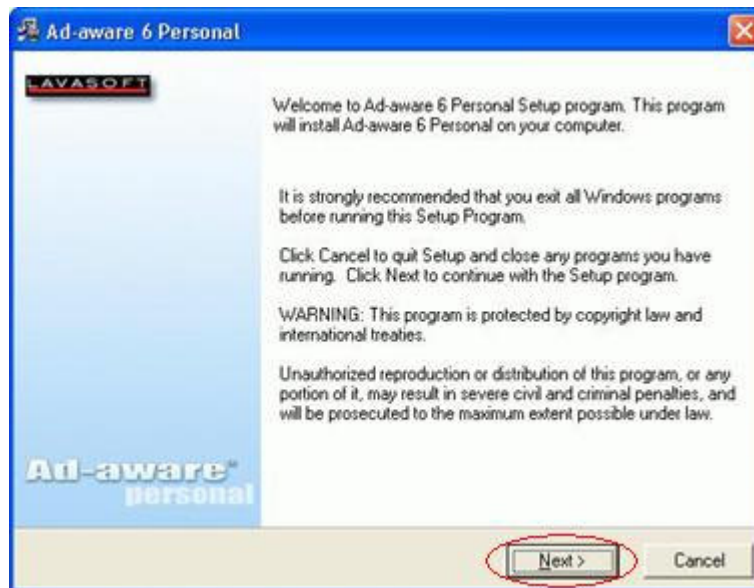 Ad-aware 6 Personal
LAVASOFT
Welcome to Ad-aware 6 Personal Setup program. This program
will install Ad-aware 6 Personal on your computer.
It is strongly recommended that you exit all Windows programs
before running this Setup Program.
Click Cancel to quit Setup and close any programs you have
running. Click Next to continue with the Setup program.
WARNING: This program is protected by copyright law and
international treaties.
Unauthorized reproduction or distribution of this program, or any
portion of it, may result in severe civil and criminal penalties, and
will be prosecuted to the maximum extent possible under law.
Ad-aware®
personal
Next >
Cancel